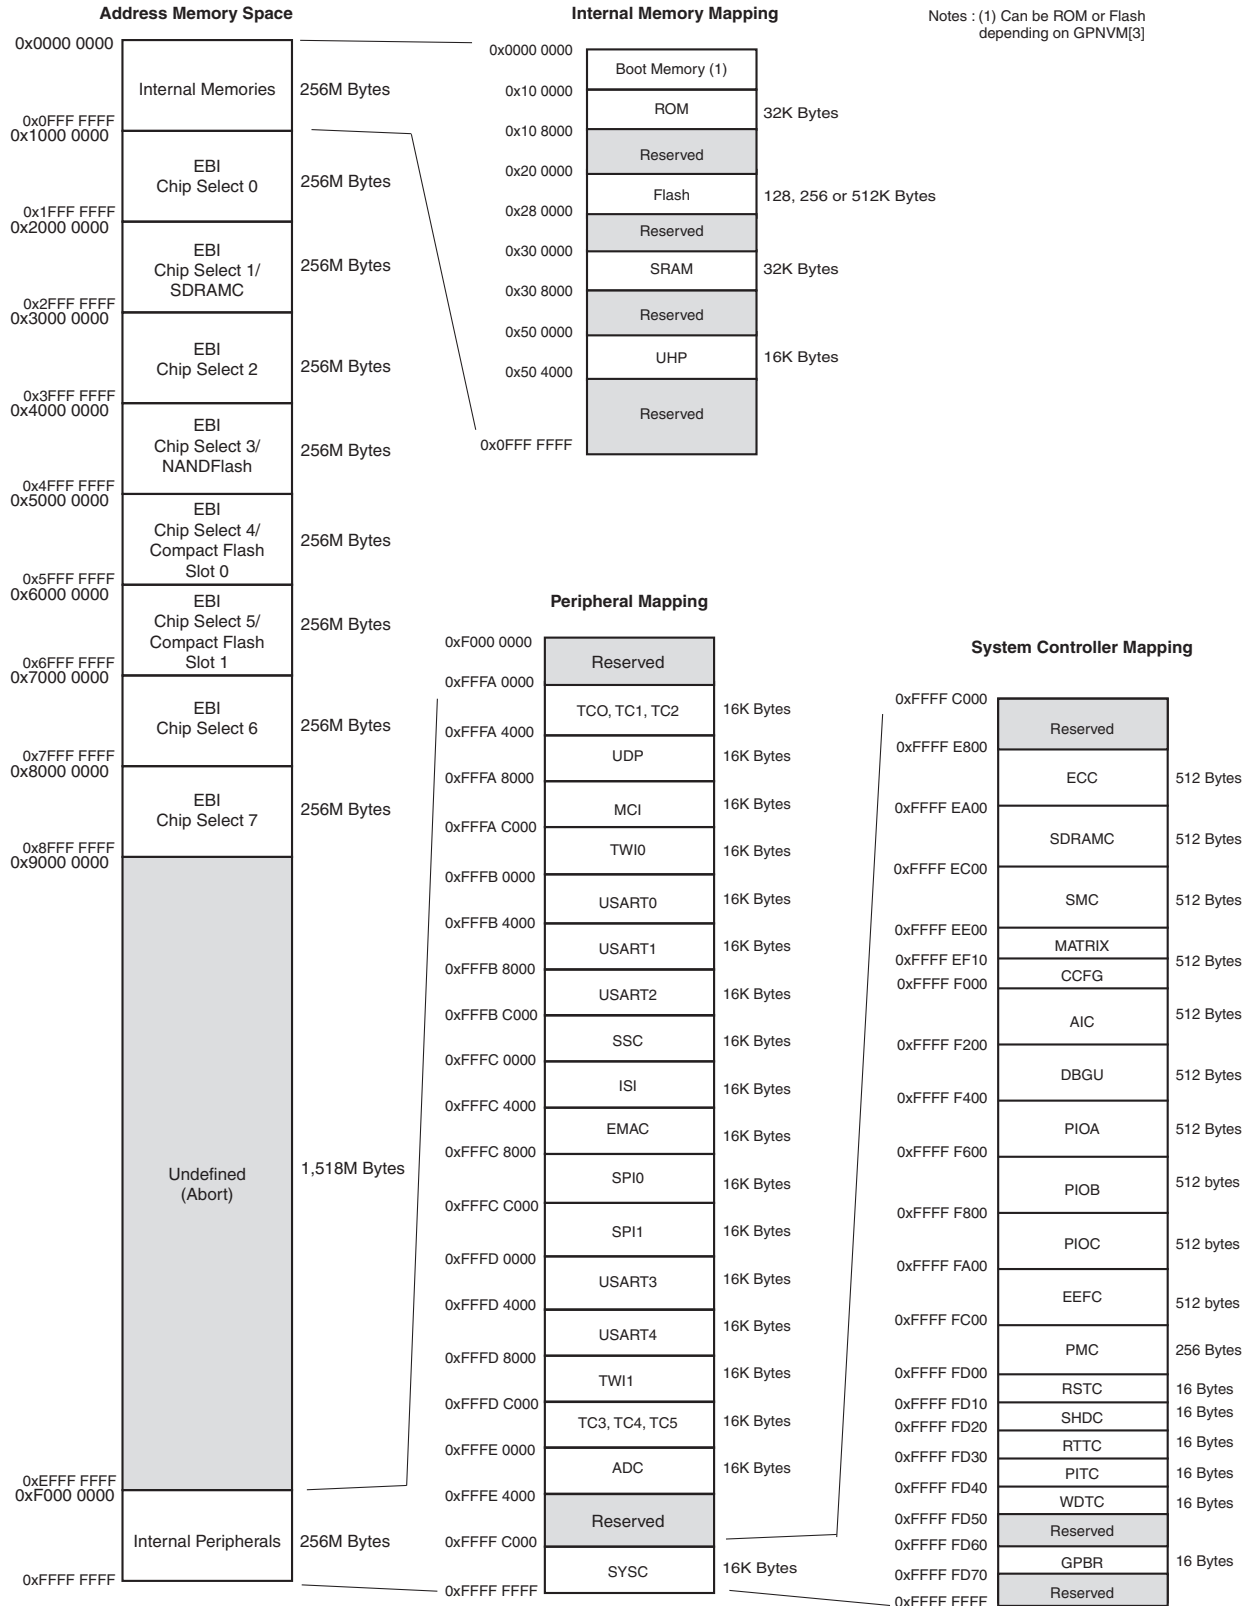 Address Memory Space
0x0000 0000
Internal Memories
256M Bytes
0x0FFF FFFF
0x1000 0000
EBI
Chip Select 0
256M Bytes
0x1FFF FFFF
0x2000 0000
EBI
Chip Select 1/
SDRAMC
256M Bytes
0x2FFF FFFF
0x3000 0000
EBI
Chip Select 2
256M Bytes
0x3FFF FFFF
0x4000 0000
EBI
Chip Select 3/
NANDFlash
256M Bytes
0x4FFF FFFF
0x5000 0000
EBI
Chip Select 4/
Compact Flash
Slot 0
256M Bytes
0x5FFF FFFF
0x6000 0000
EBI
Chip Select 5/
Compact Flash
Slot 1
256M Bytes
0x6FFF FFFF
0x7000 0000
EBI
Chip Select 6
256M Bytes
0x7FFF FFFF
0x8000 0000
EBI
Chip Select 7
256M Bytes
0x8FFF FFFF
0x9000 0000
Undefined
(Abort)
1,518M Bytes
0xEFFF FFFF
0xF000 0000
Internal Peripherals
256M Bytes
0xFFFF FFFF
Internal Memory Mapping
0x0000 0000
Boot Memory (1)
0x10 0000
ROM
32K Bytes
0x10 8000
Reserved
0x20 0000
Flash
128, 256 or 512K Bytes
0x28 0000
Reserved
0x30 0000
SRAM
32K Bytes
0x30 8000
Reserved
0x50 0000
UHP
16K Bytes
0x50 4000
Reserved
0x0FFF FFFF
Notes : (1) Can be ROM or Flash
depending on GPNVM[3]
Peripheral Mapping
0xF000 0000
Reserved
0xFFFA 0000
TCO, TC1, TC2
16K Bytes
0xFFFA 4000
UDP
16K Bytes
0xFFFA 8000
MCI
16K Bytes
0xFFFA C000
TWI0
16K Bytes
0xFFFB 0000
USART0
16K Bytes
0xFFFB 4000
USART1
16K Bytes
0xFFFB 8000
USART2
16K Bytes
0xFFFB C000
SSC
16K Bytes
0xFFFC 0000
ISI
16K Bytes
0xFFFC 4000
EMAC
16K Bytes
0xFFFC 8000
SPI0
16K Bytes
0xFFFC C000
SPI1
16K Bytes
0xFFFD 0000
USART3
16K Bytes
0xFFFD 4000
USART4
16K Bytes
0xFFFD 8000
TWI1
16K Bytes
0xFFFD C000
TC3, TC4, TC5
16K Bytes
0xFFFE 0000
ADC
16K Bytes
0xFFFE 4000
Reserved
0xFFFF C000
SYSC
16K Bytes
0xFFFF FFFF
System Controller Mapping
0xFFFF C000
Reserved
0xFFFF E800
ECC
512 Bytes
0xFFFF EA00
SDRAMC
512 Bytes
0xFFFF EC00
SMC
512 Bytes
0xFFFF EE00
MATRIX
0xFFFF EF10
512 Bytes
CCFG
0xFFFF F000
AIC
512 Bytes
0xFFFF F200
DBGU
512 Bytes
0xFFFF F400
PIOA
512 Bytes
0xFFFF F600
PIOB
512 bytes
0xFFFF F800
PIOC
512 bytes
0xFFFF FA00
EEFC
512 bytes
0xFFFF FC00
PMC
256 Bytes
0xFFFF FD00
RSTC
16 Bytes
0xFFFF FD10
SHDC
16 Bytes
0xFFFF FD20
RTTC
16 Bytes
0xFFFF FD30
PITC
16 Bytes
0xFFFF FD40
WDTC
16 Bytes
0xFFFF FD50
Reserved
0xFFFF FD60
GPBR
16 Bytes
0xFFFF FD70
Reserved
0xFFFF FFFF